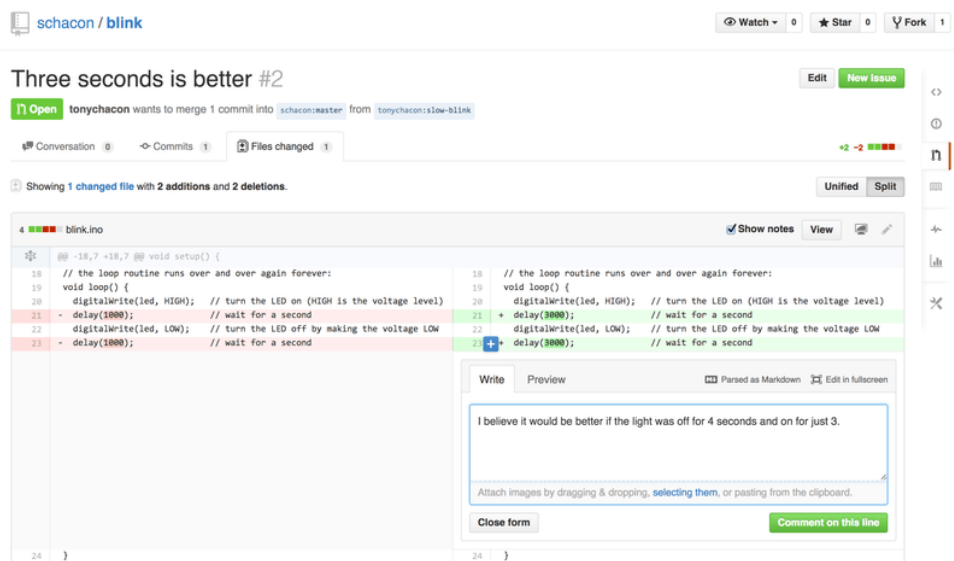 schacon / blink
Watch 0 Star 0 Fork 1
Three seconds is better #2
Edit New Issue
Open tonychacon wants to merge 1 commit into schacon:master from tonychacon:slow-blink
Conversation 0 Commits 1 Files changed 1 +2 −2
Showing 1 changed file with 2 additions and 2 deletions.
Unified Split
4 blink.ino Show notes View
@@ -18,7 +18,7 @@ void setup() {
18 // the loop routine runs over and over again forever:
19 void loop() {
20 digitalWrite(led, HIGH); // turn the LED on (HIGH is the voltage level)
21 - delay(1000); // wait for a second
22 digitalWrite(led, LOW); // turn the LED off by making the voltage LOW
23 - delay(1000); // wait for a second
18 // the loop routine runs over and over again forever:
19 void loop() {
20 digitalWrite(led, HIGH); // turn the LED on (HIGH is the voltage level)
21 + delay(3000); // wait for a second
22 digitalWrite(led, LOW); // turn the LED off by making the voltage LOW
23 + delay(3000); // wait for a second
Write Preview Parsed as Markdown Edit in fullscreen
I believe it would be better if the light was off for 4 seconds and on for just 3.
Attach images by dragging & dropping, selecting them, or pasting from the clipboard.
Close form Comment on this line
24 }
24 }